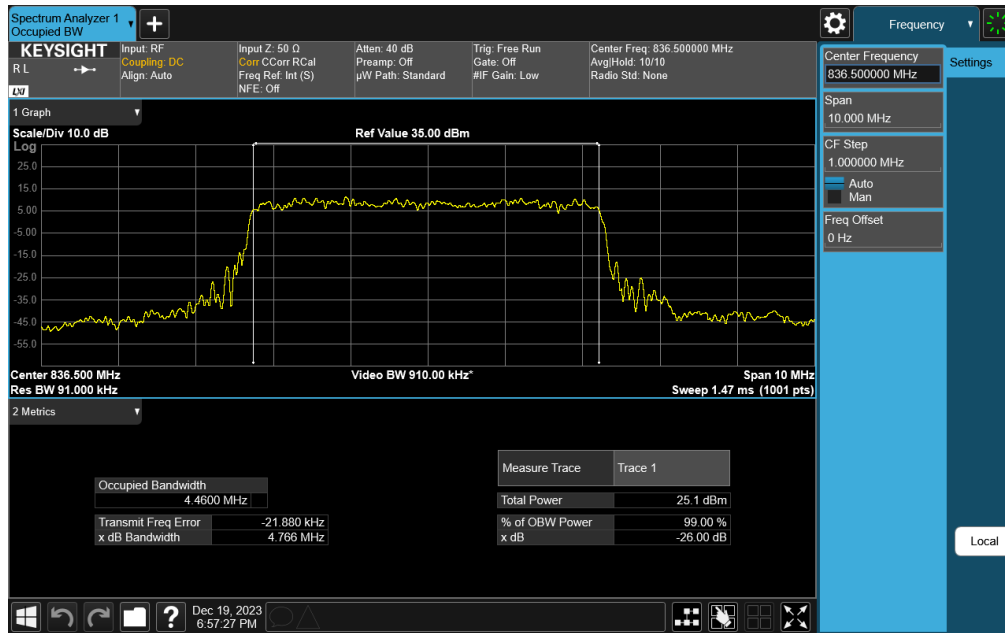 Spectrum Analyzer 1
Occupied BW
Frequency
KEYSIGHT
R L
LXI
Input: RF
Coupling: DC
Align: Auto
Input Z: 50 Ω
Corr CCorr RCal
Freq Ref: Int (S)
NFE: Off
Atten: 40 dB
Preamp: Off
µW Path: Standard
Trig: Free Run
Gate: Off
#IF Gain: Low
Center Freq: 836.500000 MHz
Avg|Hold: 10/10
Radio Std: None
Center Frequency
836.500000 MHz
Settings
Span
10.000 MHz
CF Step
1.000000 MHz
Auto
Man
Freq Offset
0 Hz
Local
1 Graph
Scale/Div 10.0 dB
Ref Value 35.00 dBm
Log
25.0
15.0
5.00
-5.00
-15.0
-25.0
-35.0
-45.0
-55.0
Center 836.500 MHz
Video BW 910.00 kHz*
Span 10 MHz
Res BW 91.000 kHz
Sweep 1.47 ms (1001 pts)
2 Metrics
Occupied Bandwidth
4.4600 MHz
Transmit Freq Error -21.880 kHz
x dB Bandwidth 4.766 MHz
Measure Trace Trace 1
Total Power 25.1 dBm
% of OBW Power 99.00 %
x dB -26.00 dB
?
Dec 19, 2023
6:57:27 PM